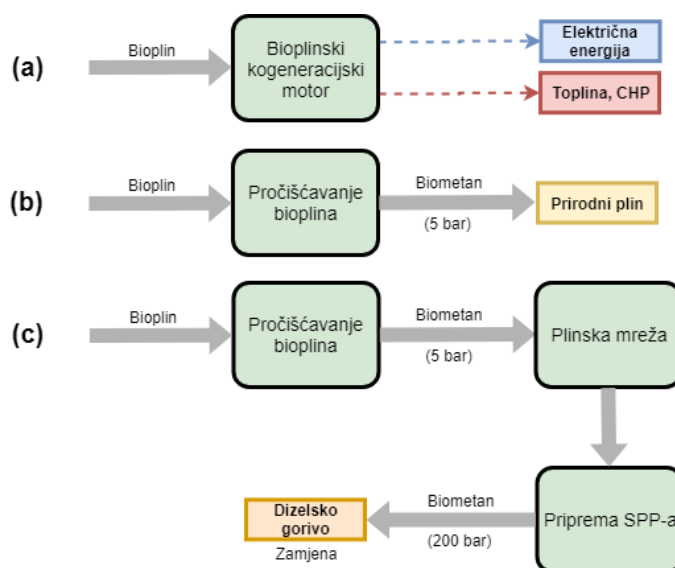 (a)
Bioplin
Bioplinski
kogeneracijski
motor
Električna
energija
Toplina, CHP
(b)
Bioplin
Pročišćavanje
bioplina
Biometan
(5 bar)
Prirodni plin
(c)
Bioplin
Pročišćavanje
bioplina
Biometan
(5 bar)
Plinska mreža
Dizelsko
gorivo
Zamjena
Biometan
(200 bar)
Priprema SPP-a